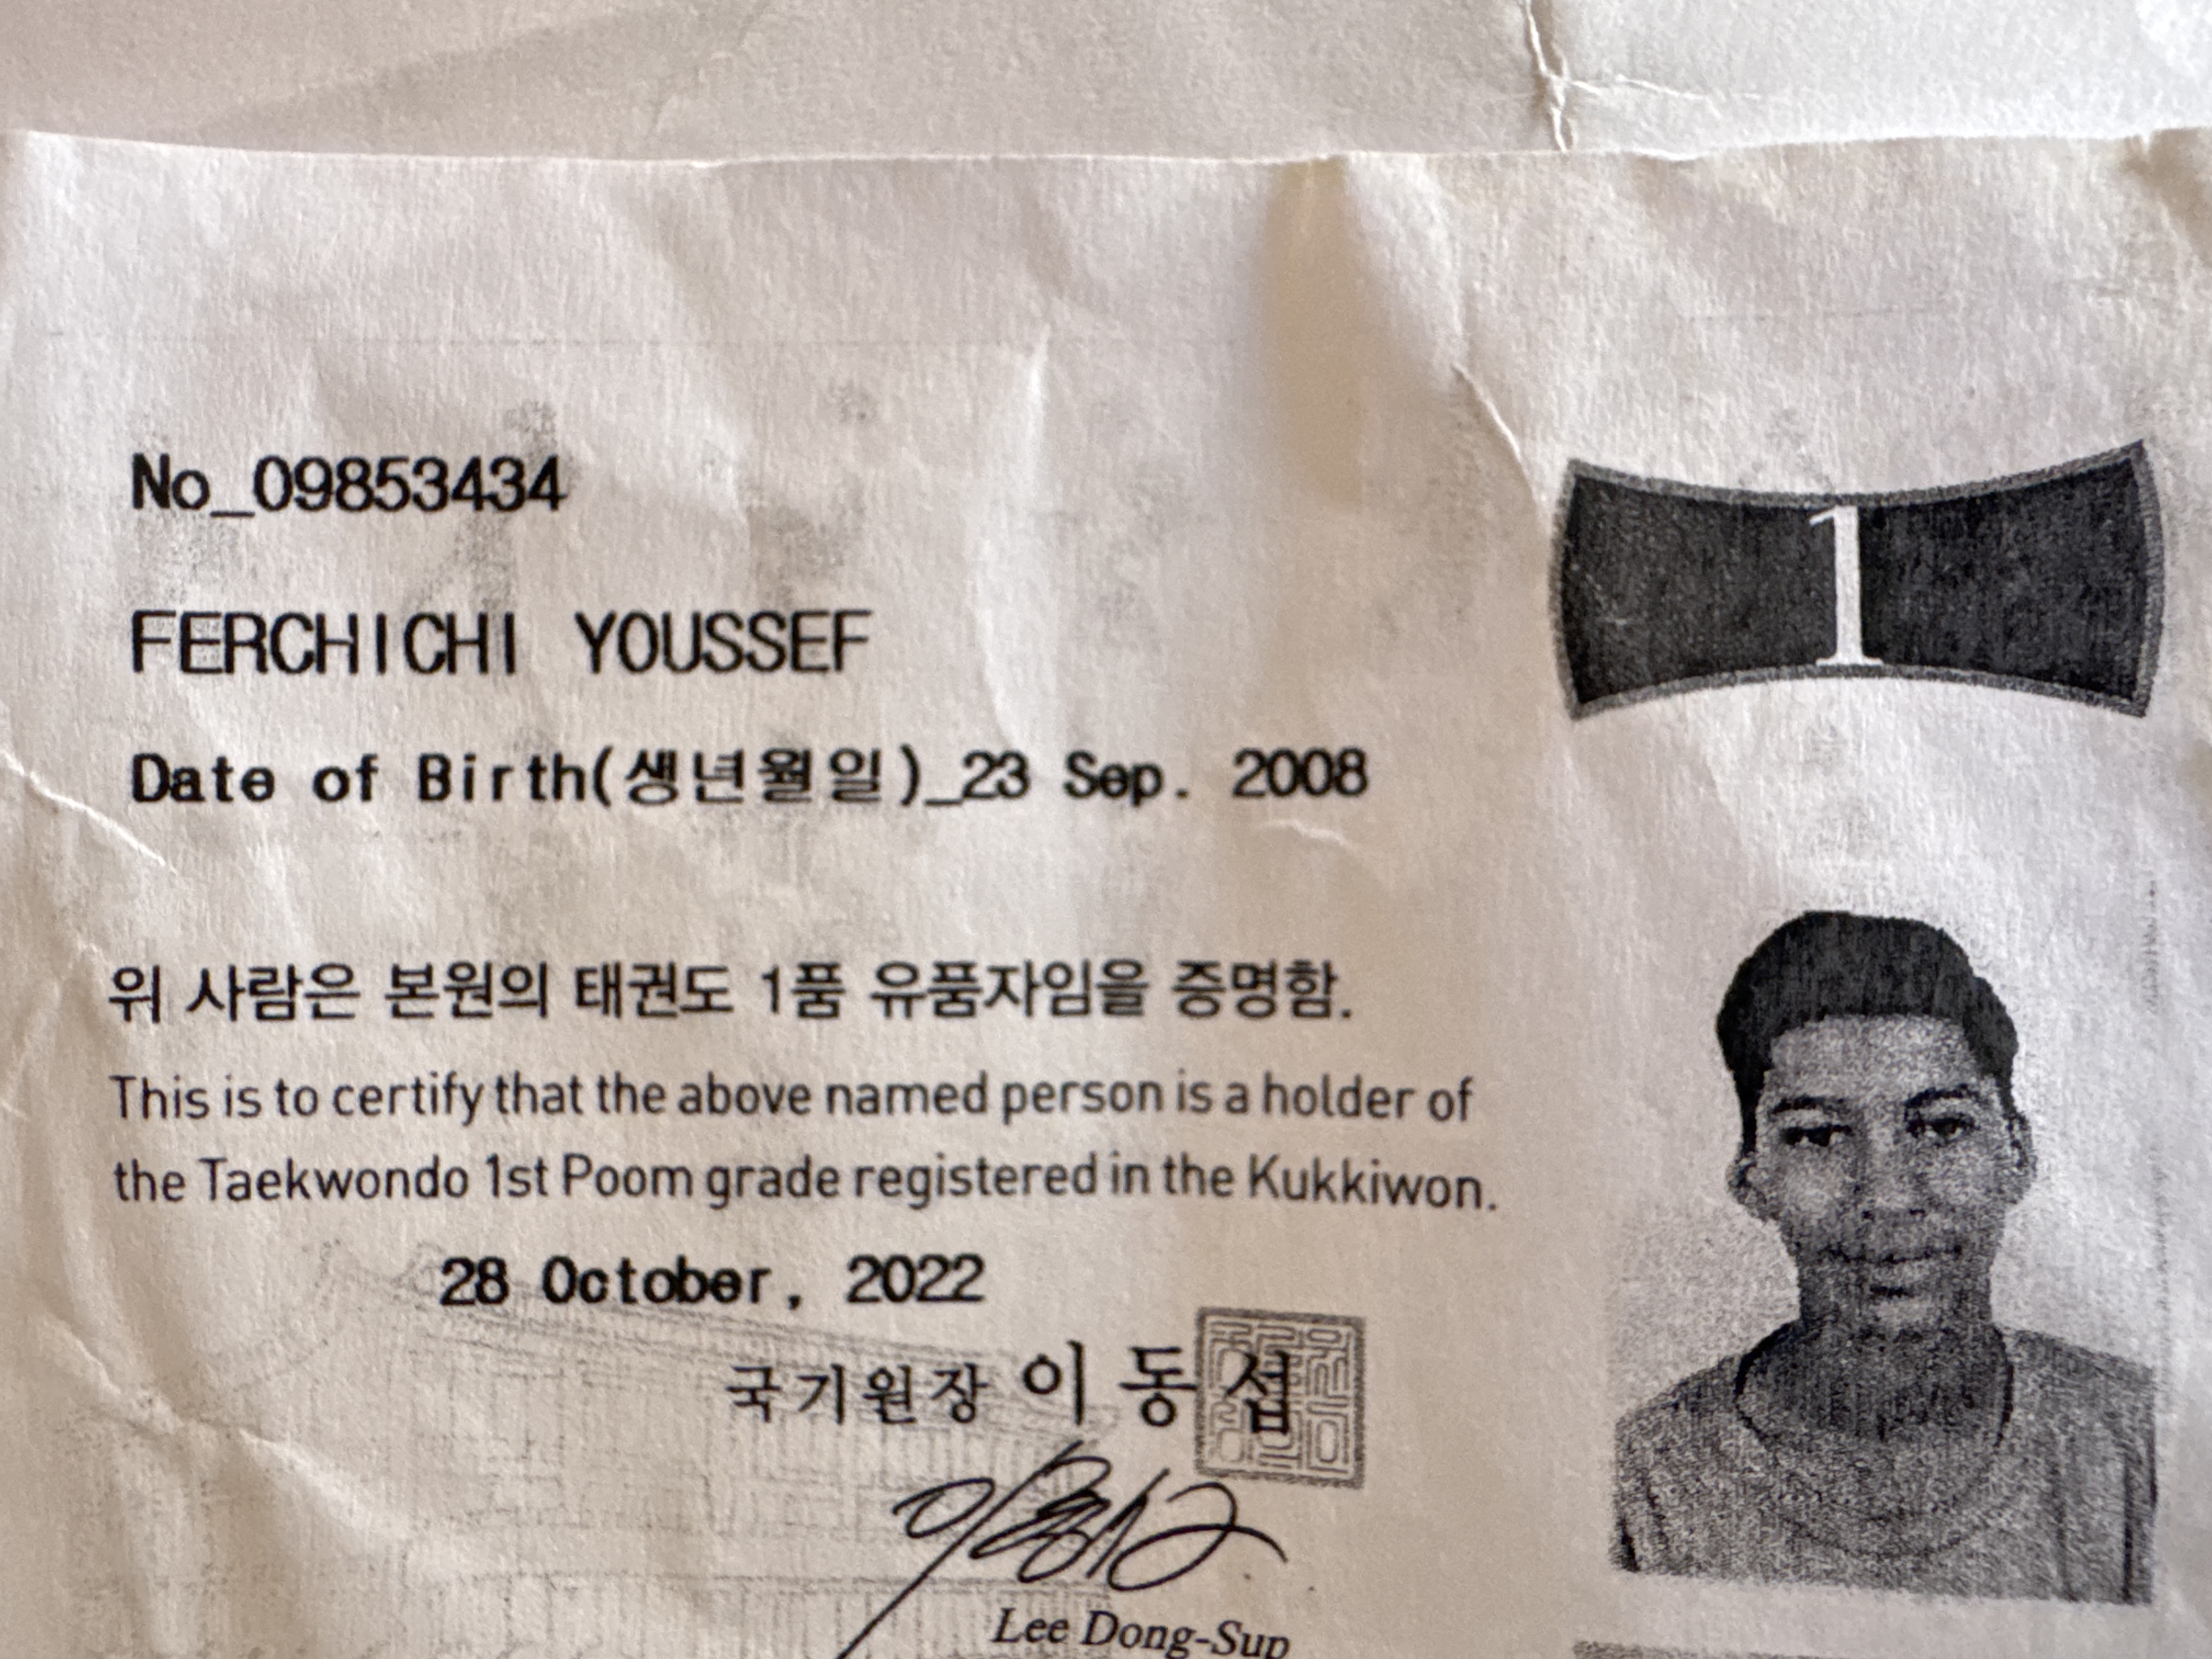 No_09853434
1
FERCHICHI YOUSSEF
Date of Birth(생년월일)_23 Sep. 2008
위 사람은 본원의 태권도 1품 유품자임을 증명함.
This is to certify that the above named person is a holder of
the Taekwondo 1st Poom grade registered in the Kukkiwon.
28 October, 2022
국기원장 이동섭
Lee Dong-Sup